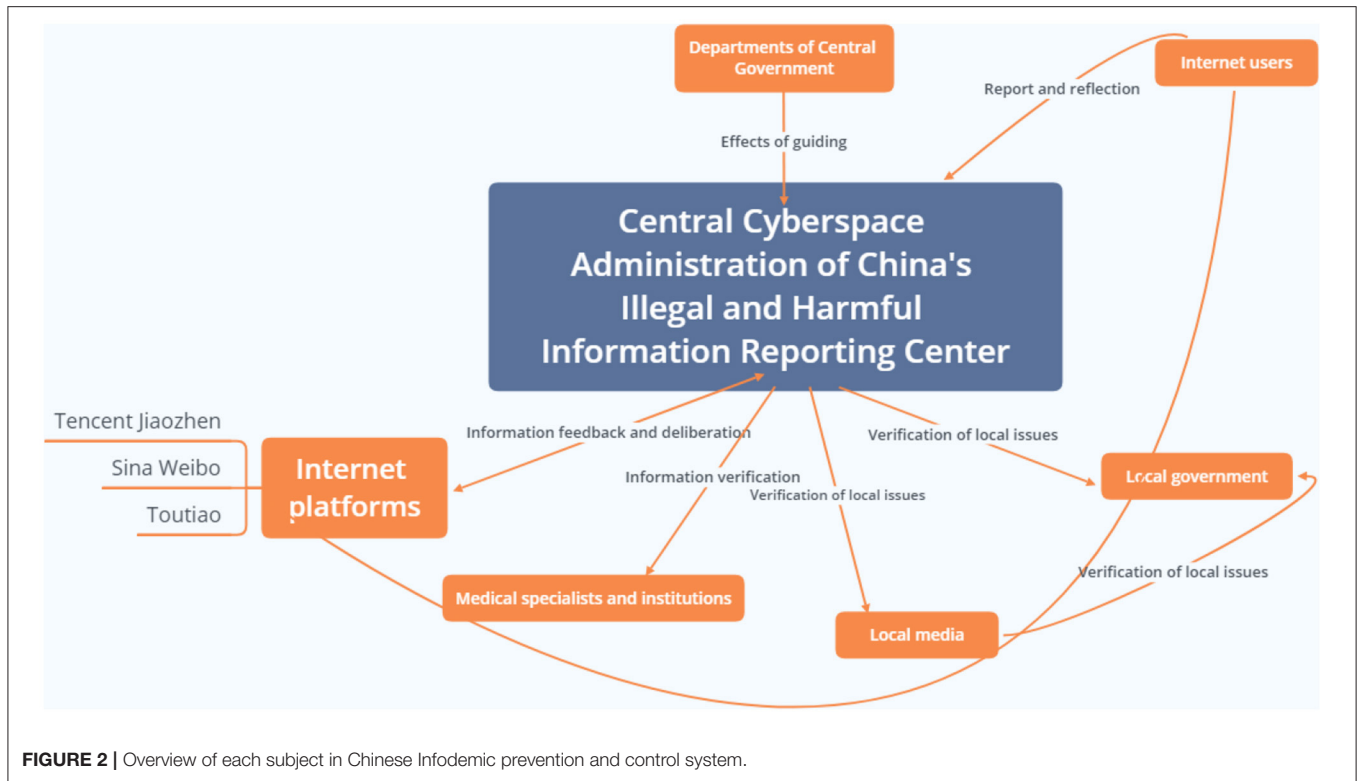 Departments of Central
Government
Internet users
Report and reflection
Effects of guiding
Central Cyberspace
Administration of China's
Illegal and Harmful
Information Reporting Center
Tencent Jiaozhen
Sina Weibo
Toutiao
Internet
platforms
Information feedback and deliberation
Verification of local issues
Information verification
Verification of local issues
Local government
Verification of local issues
Medical specialists and institutions
Local media
FIGURE 2 | Overview of each subject in Chinese Infodemic prevention and control system.